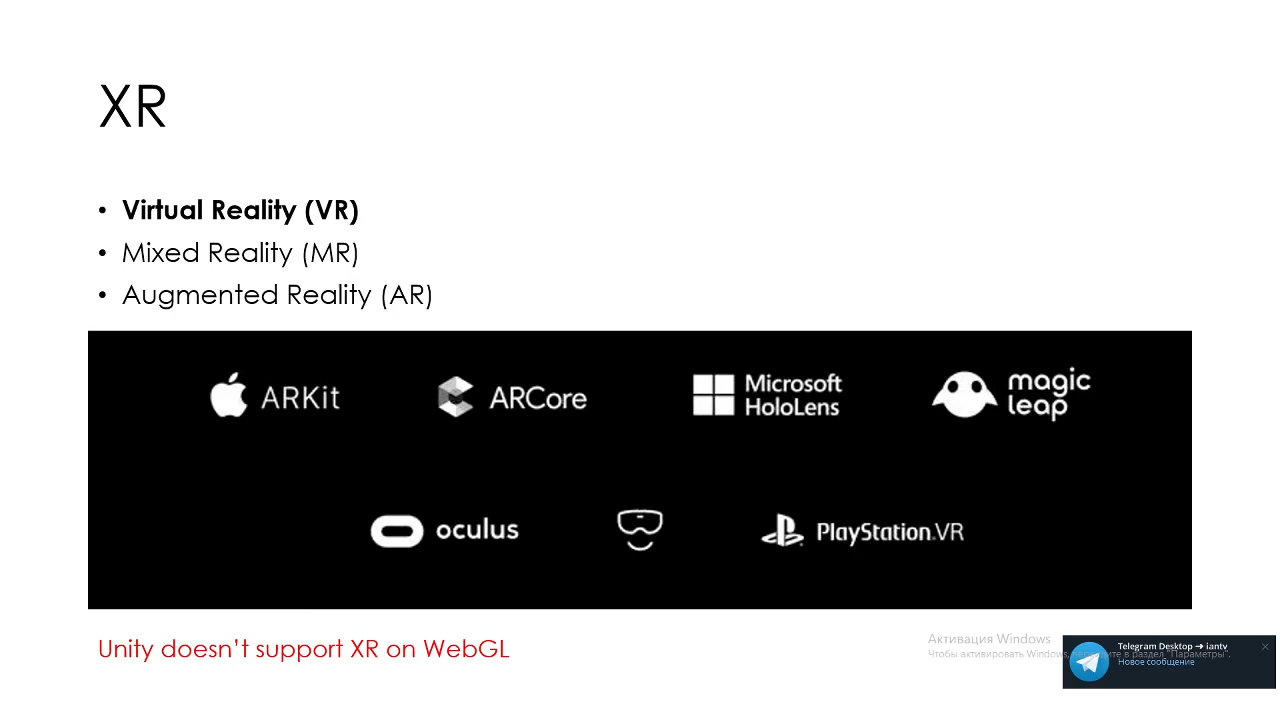 XR
• Virtual Reality (VR)
• Mixed Reality (MR)
• Augmented Reality (AR)
ARKit
ARCore
Microsoft
HoloLens
magic
leap
oculus
PlayStation.VR
Unity doesn’t support XR on WebGL
Активация Windows
Чтобы активировать Windows, в раздел "Параметры".
Telegram Desktop ➔ iantv
Новое сообщение